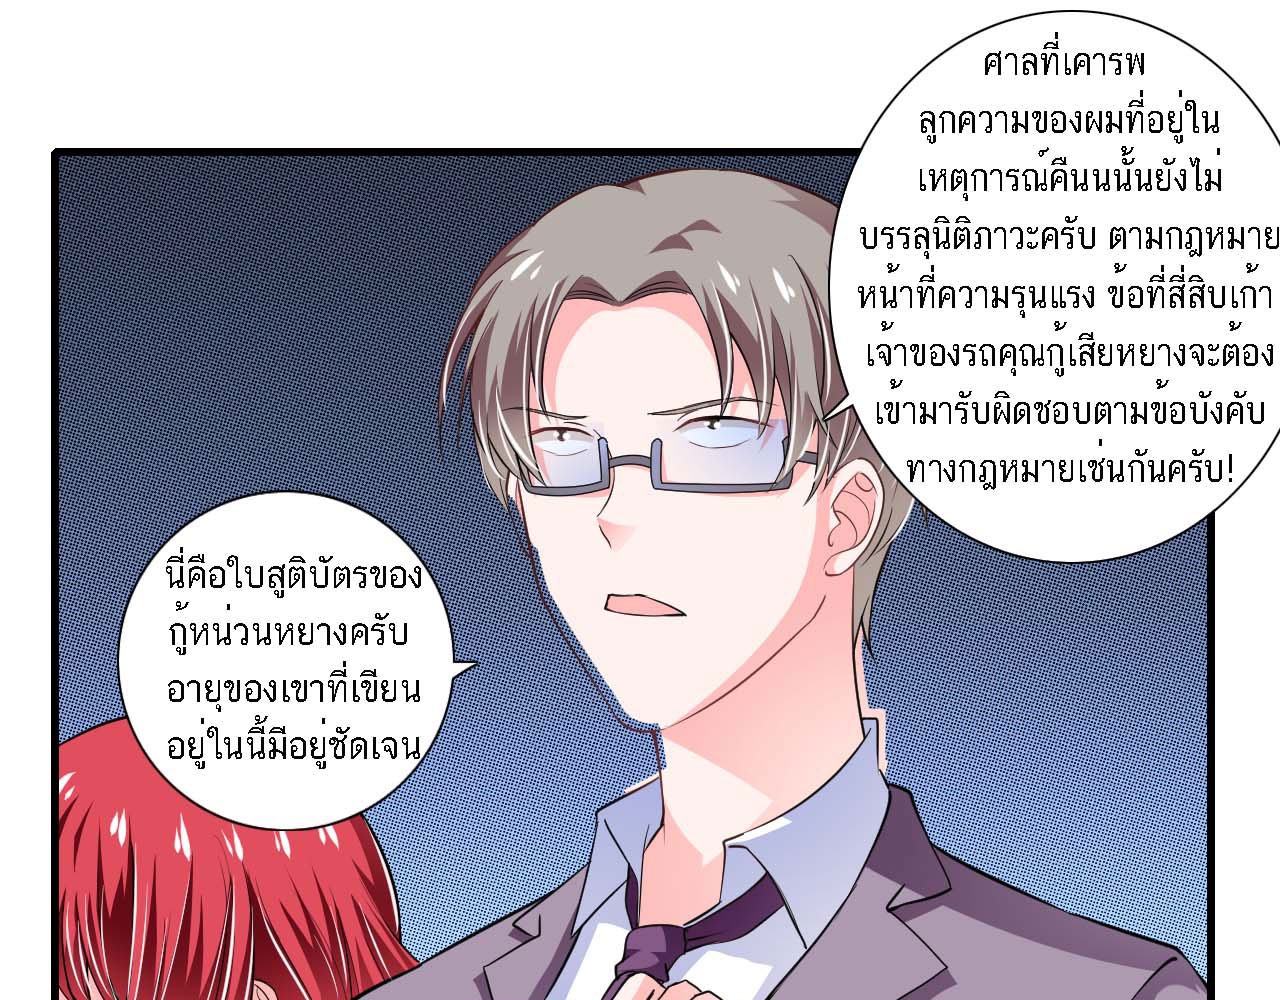 ศาลที่เคารพ
ลูกความของผมที่อยู่ใน
เหตุการณ์คืนนนั้นยังไม่
บรรลุนิติภาวะครับ ตามกฎหมาย
หน้าที่ความรุนแรง ข้อที่สี่สิบเก้า
เจ้าของรถคุณกู้เสียหยางจะต้อง
เข้ามารับผิดชอบตามข้อบังคับ
ทางกฎหมายเช่นกันครับ!
นี่คือใบสูติบัตรของ
กู้หน่วนหยางครับ
อายุของเขาที่เขียน
อยู่ในนี้มีอยู่ชัดเจน